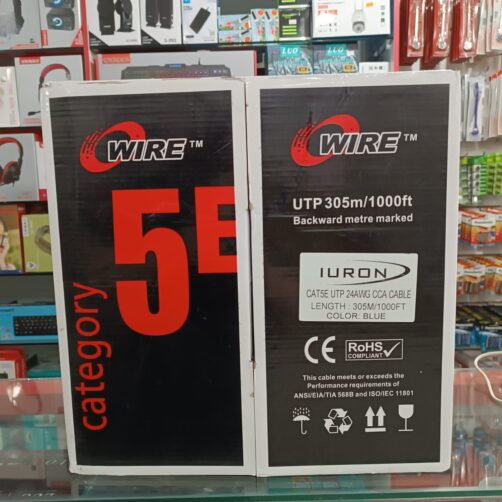 WIRE™
category
5E
WIRE™
UTP 305m/1000ft
Backward metre marked
IURON
CAT5E UTP 24AWG CCA CABLE
LENGTH : 305M/1000FT
COLOR: BLUE
CE
RoHS
COMPLIANT
This cable meets or exceeds the
Performance requirements of
ANSI/EIA/TIA 568B and ISO/IEC 11801